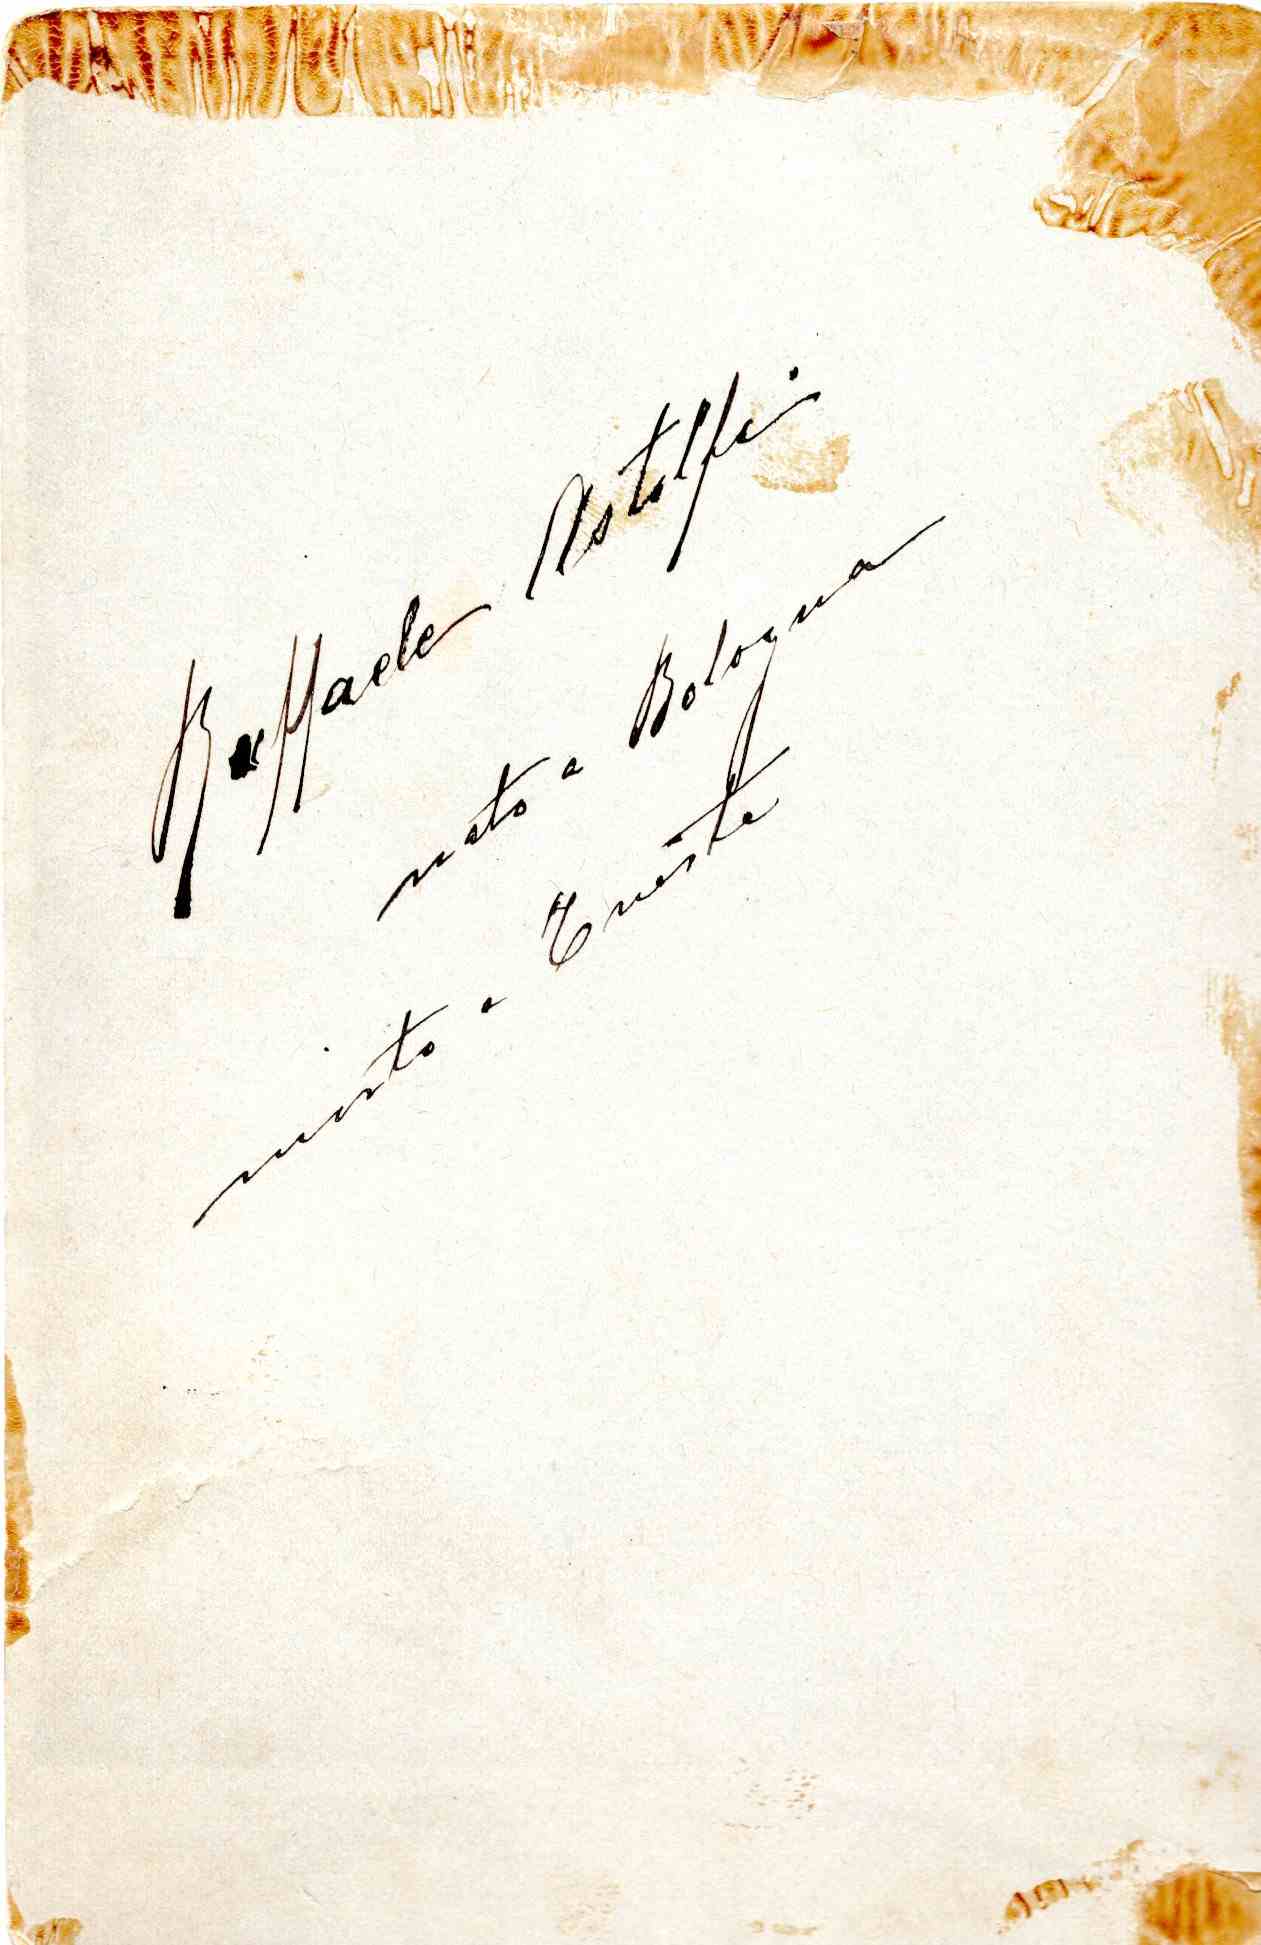 Raffaele Astolfi
nato a Bologna
morto a Trieste